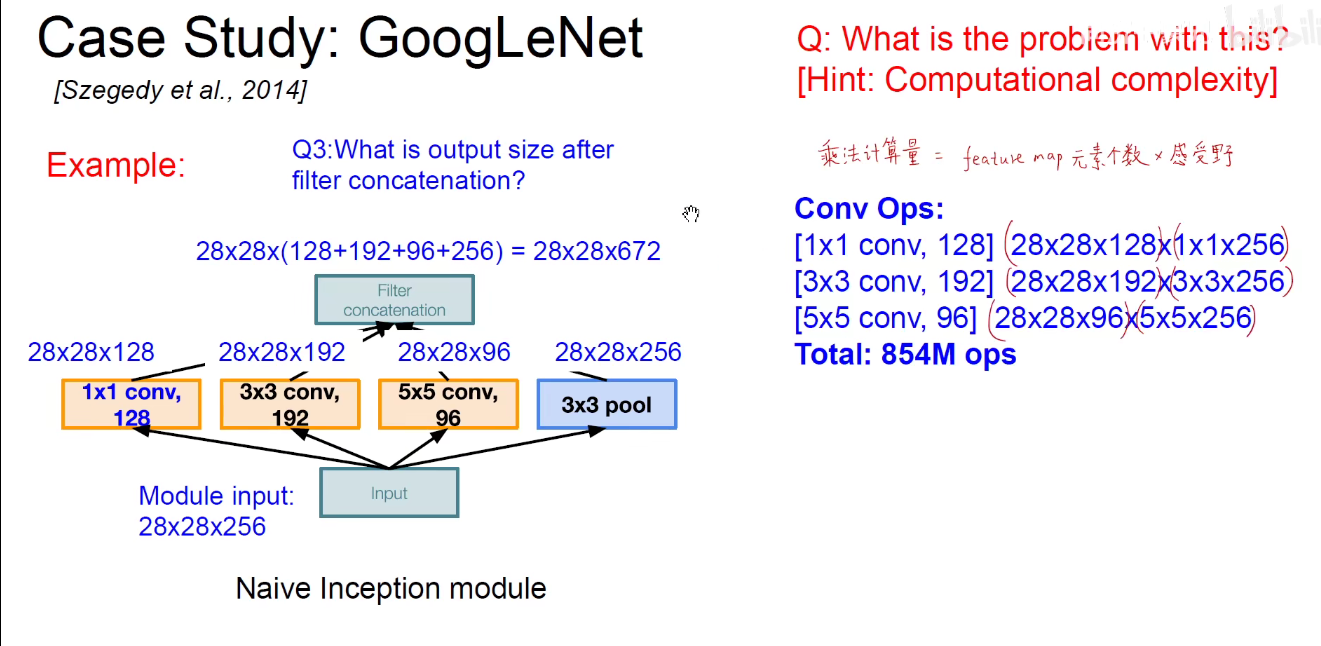 Case Study: GoogLeNet
[Szegedy et al., 2014]
Example:
Q3:What is output size after
filter concatenation?
28x28x(128+192+96+256) = 28x28x672
Filter
concatenation
28x28x128
28x28x192
28x28x96
28x28x256
1x1 conv,
128
3x3 conv,
192
5x5 conv,
96
3x3 pool
Input
Module input:
28x28x256
Naive Inception module
Q: What is the problem with this?
[Hint: Computational complexity]
乘法计算量 = feature map 元素个数 × 感受野
Conv Ops:
[1x1 conv, 128] (28x28x128)x(1x1x256)
[3x3 conv, 192] (28x28x192)x(3x3x256)
[5x5 conv, 96] (28x28x96)x(5x5x256)
Total: 854M ops